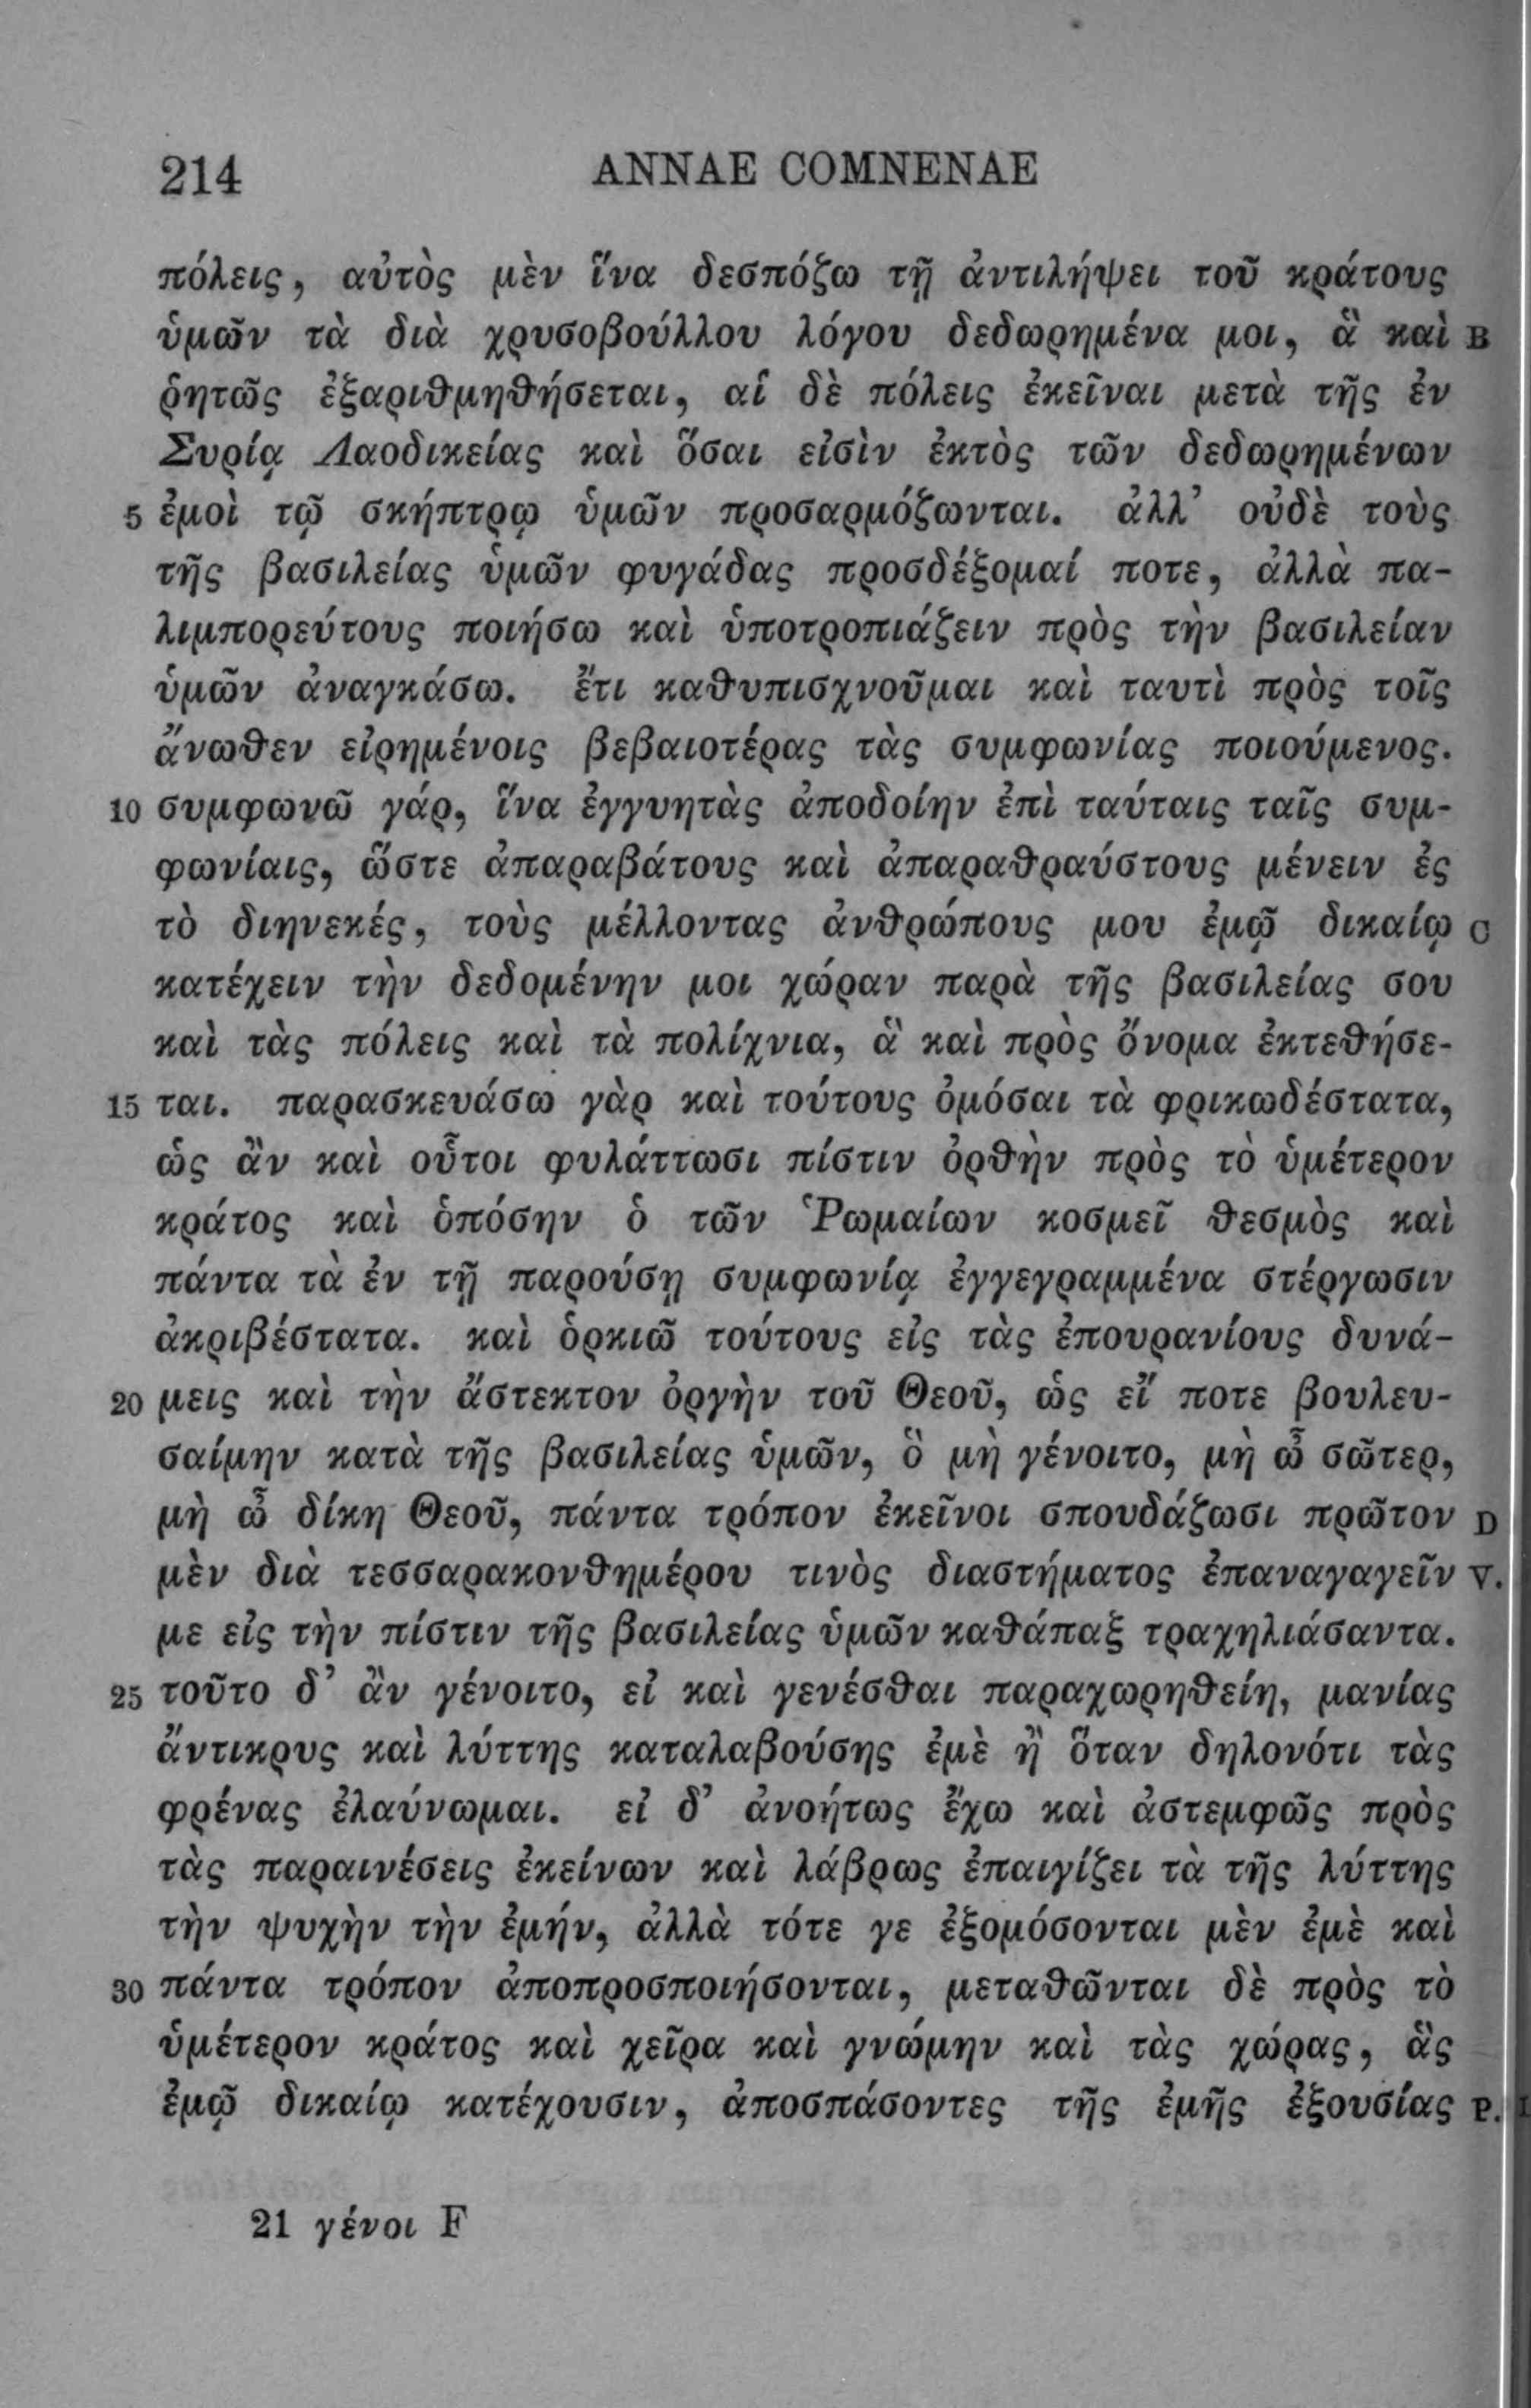 214 ANNAE COMNENAE
πόλεις, αὐτὸς μὲν ἵνα δεσπόζω τῇ ἀντιλήψει τοῦ κράτους
ὑμῶν τὰ διὰ χρυσοβούλλου λόγου δεδωρημένα μοι, ἃ καὶ B
ῥητῶς ἐξαριθμηθήσεται, αἱ δὲ πόλεις ἐκεῖναι μετὰ τῆς ἐν
Συρίᾳ Λαοδικείας καὶ ὅσαι εἰσὶν ἐκτὸς τῶν δεδωρημένων
5 ἐμοὶ τῷ σκήπτρῳ ὑμῶν προσαρμόζωνται. ἀλλ’ οὐδὲ τοὺς
τῆς βασιλείας ὑμῶν φυγάδας προσδέξομαί ποτε, ἀλλὰ πα-
λιμπορεύτους ποιήσω καὶ ὑποτροπιάζειν πρὸς τὴν βασιλείαν
ὑμῶν ἀναγκάσω. ἔτι καθυπισχνοῦμαι καὶ ταυτὶ πρὸς τοῖς
ἄνωθεν εἰρημένοις βεβαιοτέρας τὰς συμφωνίας ποιούμενος.
10 συμφωνῶ γάρ, ἵνα ἐγγυητὰς ἀποδοίην ἐπὶ ταύταις ταῖς συμ-
φωνίαις, ὥστε ἀπαραβάτους καὶ ἀπαραθραύστους μένειν ἐς
τὸ διηνεκές, τοὺς μέλλοντας ἀνθρώπους μου ἐμῷ δικαίῳ C
κατέχειν τὴν δεδομένην μοι χώραν παρὰ τῆς βασιλείας σου
καὶ τὰς πόλεις καὶ τὰ πολίχνια, ἃ καὶ πρὸς ὄνομα ἐκτεθήσε-
15 ται. παρασκευάσω γὰρ καὶ τούτους ὀμόσαι τὰ φρικωδέστατα,
ὡς ἂν καὶ οὗτοι φυλάττωσι πίστιν ὀρθὴν πρὸς τὸ ὑμέτερον
κράτος καὶ ὁπόσην ὁ τῶν Ῥωμαίων κοσμεῖ θεσμὸς καὶ
πάντα τὰ ἐν τῇ παρούσῃ συμφωνίᾳ ἐγγεγραμμένα στέργωσιν
ἀκριβέστατα. καὶ ὁρκιῶ τούτους εἰς τὰς ἐπουρανίους δυνά-
20 μεις καὶ τὴν ἄστεκτον ὀργὴν τοῦ Θεοῦ, ὡς εἴ ποτε βουλευ-
σαίμην κατὰ τῆς βασιλείας ὑμῶν, ὃ μὴ γένοιτο, μὴ ὦ σῶτερ,
μὴ ὦ δίκη Θεοῦ, πάντα τρόπον ἐκεῖνοι σπουδάζωσι πρῶτον D
μὲν διὰ τεσσαρακονθημέρου τινὸς διαστήματος ἐπαναγαγεῖν V.
με εἰς τὴν πίστιν τῆς βασιλείας ὑμῶν καθάπαξ τραχηλιάσαντα.
25 τοῦτο δ’ ἂν γένοιτο, εἰ καὶ γενέσθαι παραχωρηθείη, μανίας
ἄντικρυς καὶ λύττης καταλαβούσης ἐμὲ ἢ ὅταν δηλονότι τὰς
φρένας ἐλαύνωμαι. εἰ δ’ ἀνοήτως ἔχω καὶ ἀστεμφῶς πρὸς
τὰς παραινέσεις ἐκείνων καὶ λάβρως ἐπαιγίζει τὰ τῆς λύττης
τὴν ψυχὴν τὴν ἐμήν, ἀλλὰ τότε γε ἐξομόσονται μὲν ἐμὲ καὶ
30 πάντα τρόπον ἀποπροσποιήσονται, μεταθῶνται δὲ πρὸς τὸ
ὑμέτερον κράτος καὶ χεῖρα καὶ γνώμην καὶ τὰς χώρας, ἃς
ἐμῷ δικαίῳ κατέχουσιν, ἀποσπάσοντες τῆς ἐμῆς ἐξουσίας P.
21 γένοι F